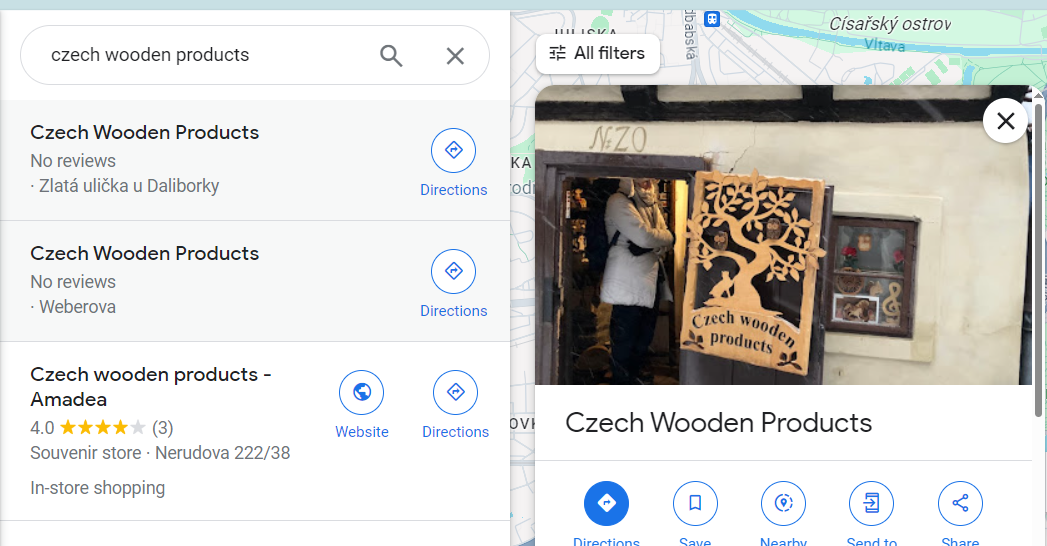 czech wooden products
Czech Wooden Products
No reviews
· Zlatá ulička u Daliborky
Directions
Czech Wooden Products
No reviews
· Weberova
Directions
Czech wooden products -
Amadea
4.0 (3)
Souvenir store · Nerudova 222/38
In-store shopping
Website
Directions
Císařský ostrov
Vltava
All filters
N:ZO
Czech wooden
products
Czech Wooden Products
Directions
Save
Nearby
Send to
Share